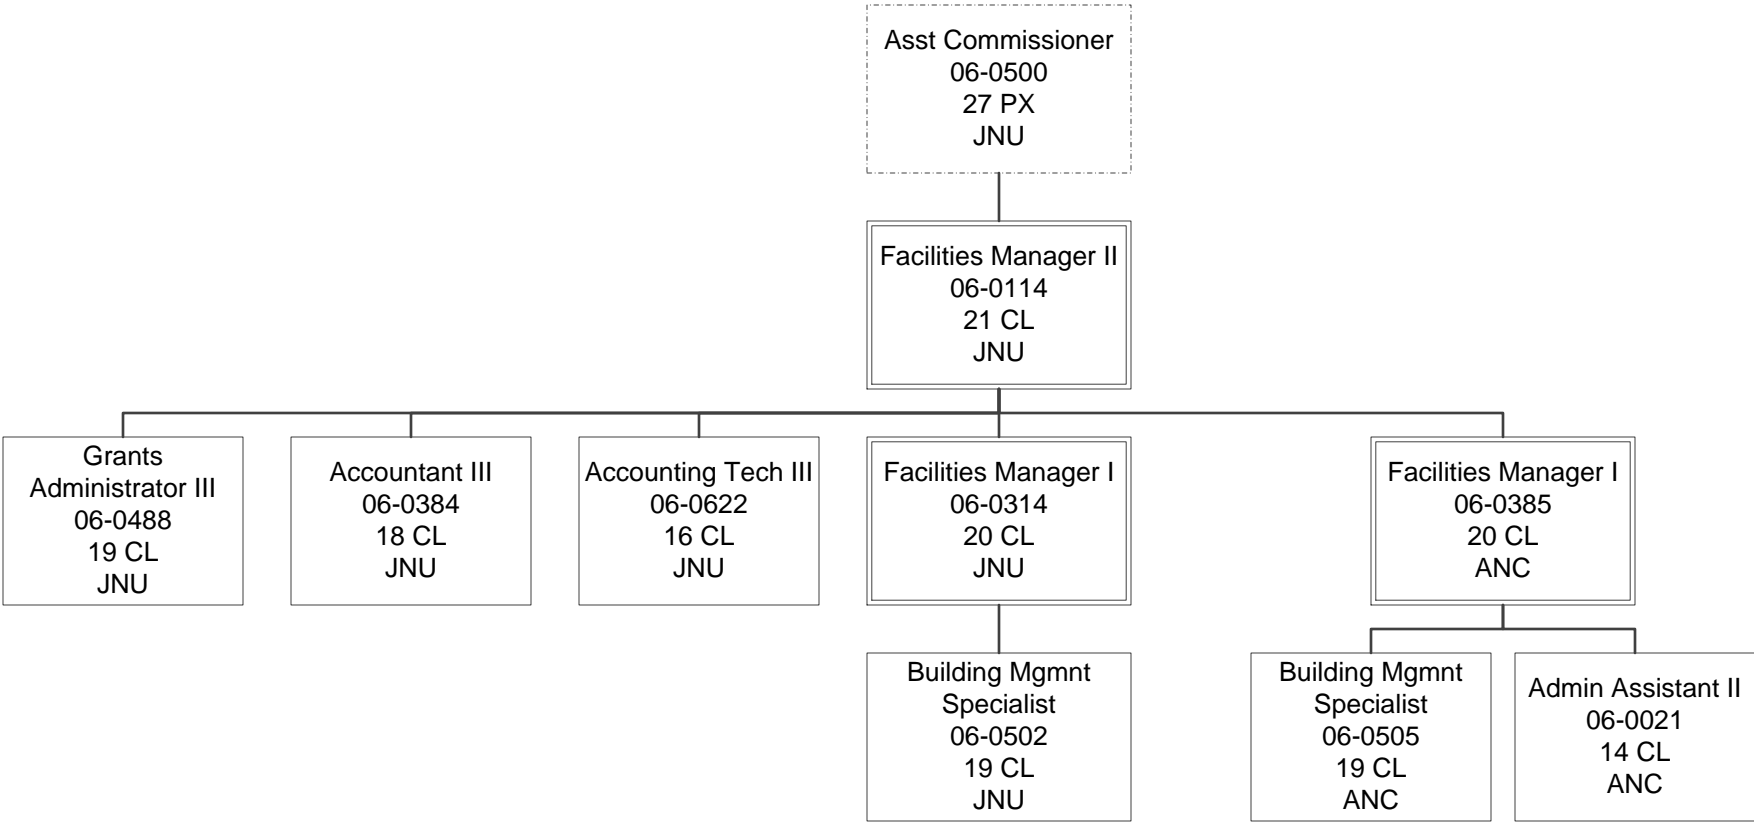 Asst Commissioner
06-0500
27 PX
JNU
Facilities Manager II
06-0114
21 CL
JNU
Grants
Administrator III
06-0488
19 CL
JNU
Accountant III
06-0384
18 CL
JNU
Accounting Tech III
06-0622
16 CL
JNU
Facilities Manager I
06-0314
20 CL
JNU
Facilities Manager I
06-0385
20 CL
ANC
Building Mgmnt
Specialist
06-0502
19 CL
JNU
Building Mgmnt
Specialist
06-0505
19 CL
ANC
Admin Assistant II
06-0021
14 CL
ANC